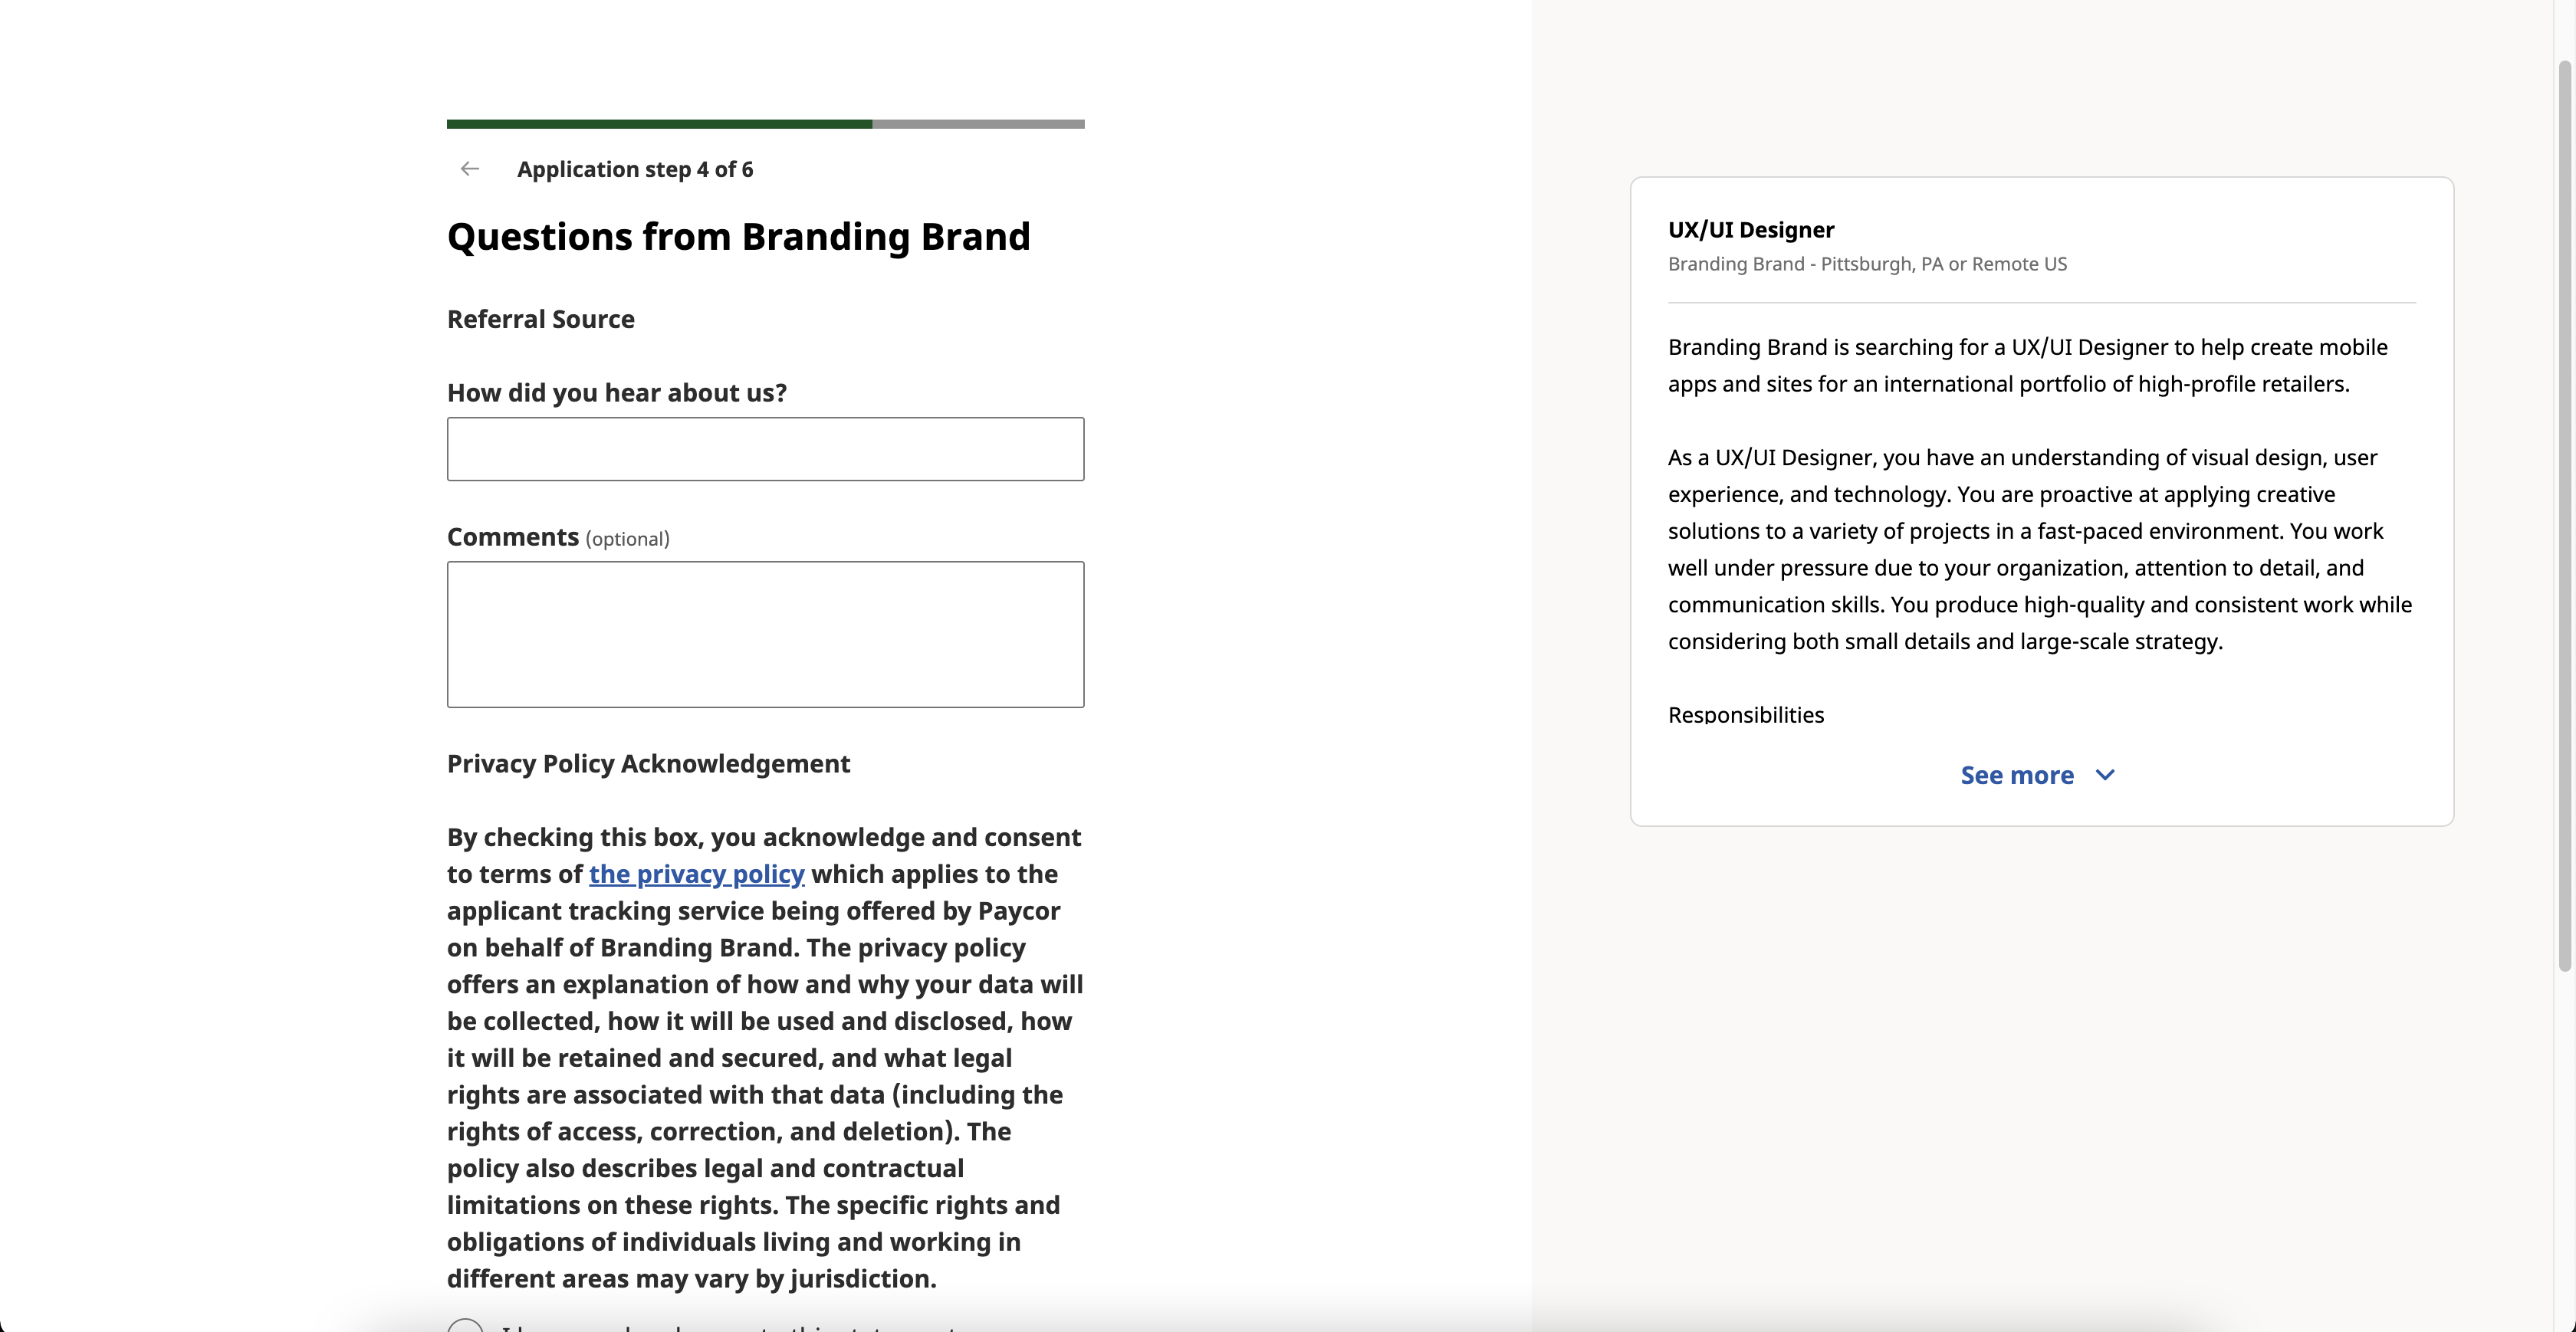 Application step 4 of 6
Questions from Branding Brand
Referral Source
How did you hear about us?
Comments (optional)
Privacy Policy Acknowledgement
By checking this box, you acknowledge and consent
to terms of the privacy policy which applies to the
applicant tracking service being offered by Paycor
on behalf of Branding Brand. The privacy policy
offers an explanation of how and why your data will
be collected, how it will be used and disclosed, how
it will be retained and secured, and what legal
rights are associated with that data (including the
rights of access, correction, and deletion). The
policy also describes legal and contractual
limitations on these rights. The specific rights and
obligations of individuals living and working in
different areas may vary by jurisdiction.
UX/UI Designer
Branding Brand - Pittsburgh, PA or Remote US
Branding Brand is searching for a UX/UI Designer to help create mobile
apps and sites for an international portfolio of high-profile retailers.
As a UX/UI Designer, you have an understanding of visual design, user
experience, and technology. You are proactive at applying creative
solutions to a variety of projects in a fast-paced environment. You work
well under pressure due to your organization, attention to detail, and
communication skills. You produce high-quality and consistent work while
considering both small details and large-scale strategy.
Responsibilities
See more